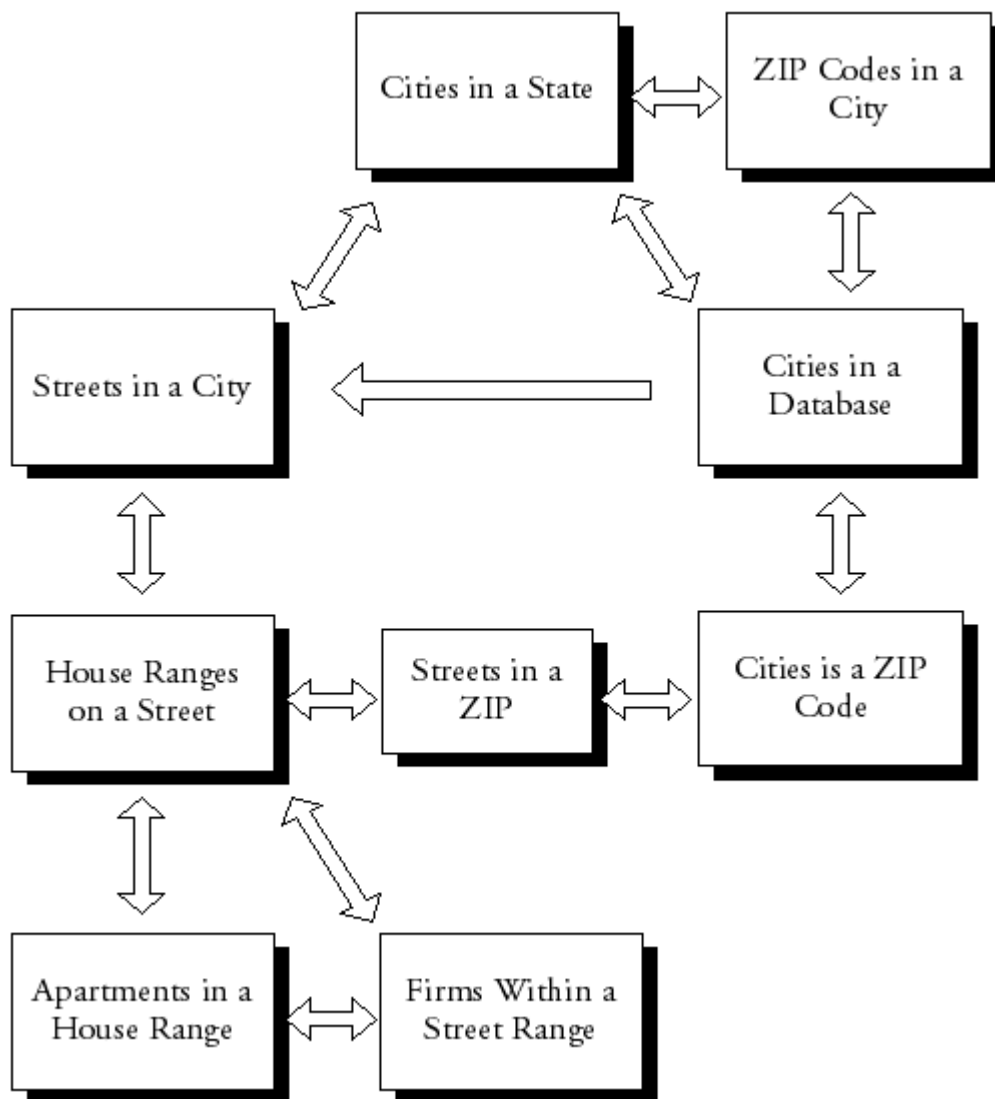 Cities in a State
ZIP Codes in a
City
Streets in a City
Cities in a
Database
House Ranges
on a Street
Streets in a
ZIP
Cities is a ZIP
Code
Apartments in a
House Range
Firms Within a
Street Range